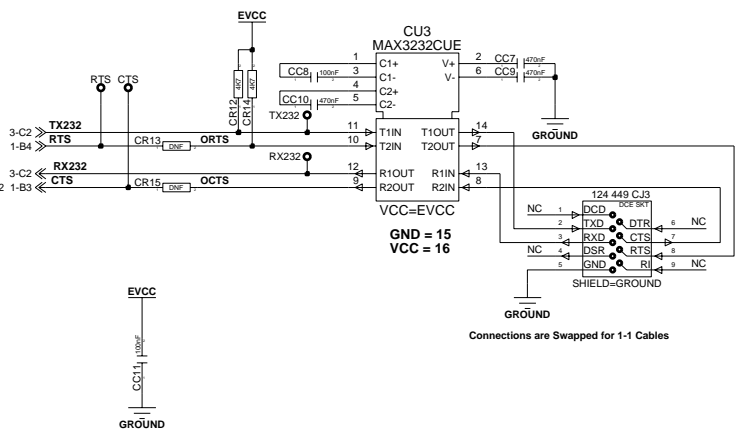 EVCC
CU3
MAX3232CUE
1 C1+ V+ 2 CC7 470nF
CC8 100nF 3 C1- V- 6 CC9 470nF
4 C2+
CC10 470nF 5 C2-
RTS CTS
4K7 4K7
CR12 CR14
TX232
GROUND
3-C2 TX232 11 T1IN T1OUT 14
1-B4 RTS CR13 DNF ORTS 10 T2IN T2OUT 7
RX232
3-C2 RX232 12 R1OUT R1IN 13
2 1-B3 CTS CR15 DNF OCTS 9 R2OUT R2IN 8
VCC=EVCC
GND = 15
VCC = 16
124 449 CJ3
DCE SKT
NC 1 DCD
2 TXD DTR 6 NC
3 RXD CTS 7
NC 4 DSR RTS 8
5 GND RI 9 NC
SHIELD=GROUND
GROUND
Connections are Swapped for 1-1 Cables
EVCC
CC11 100nF
GROUND